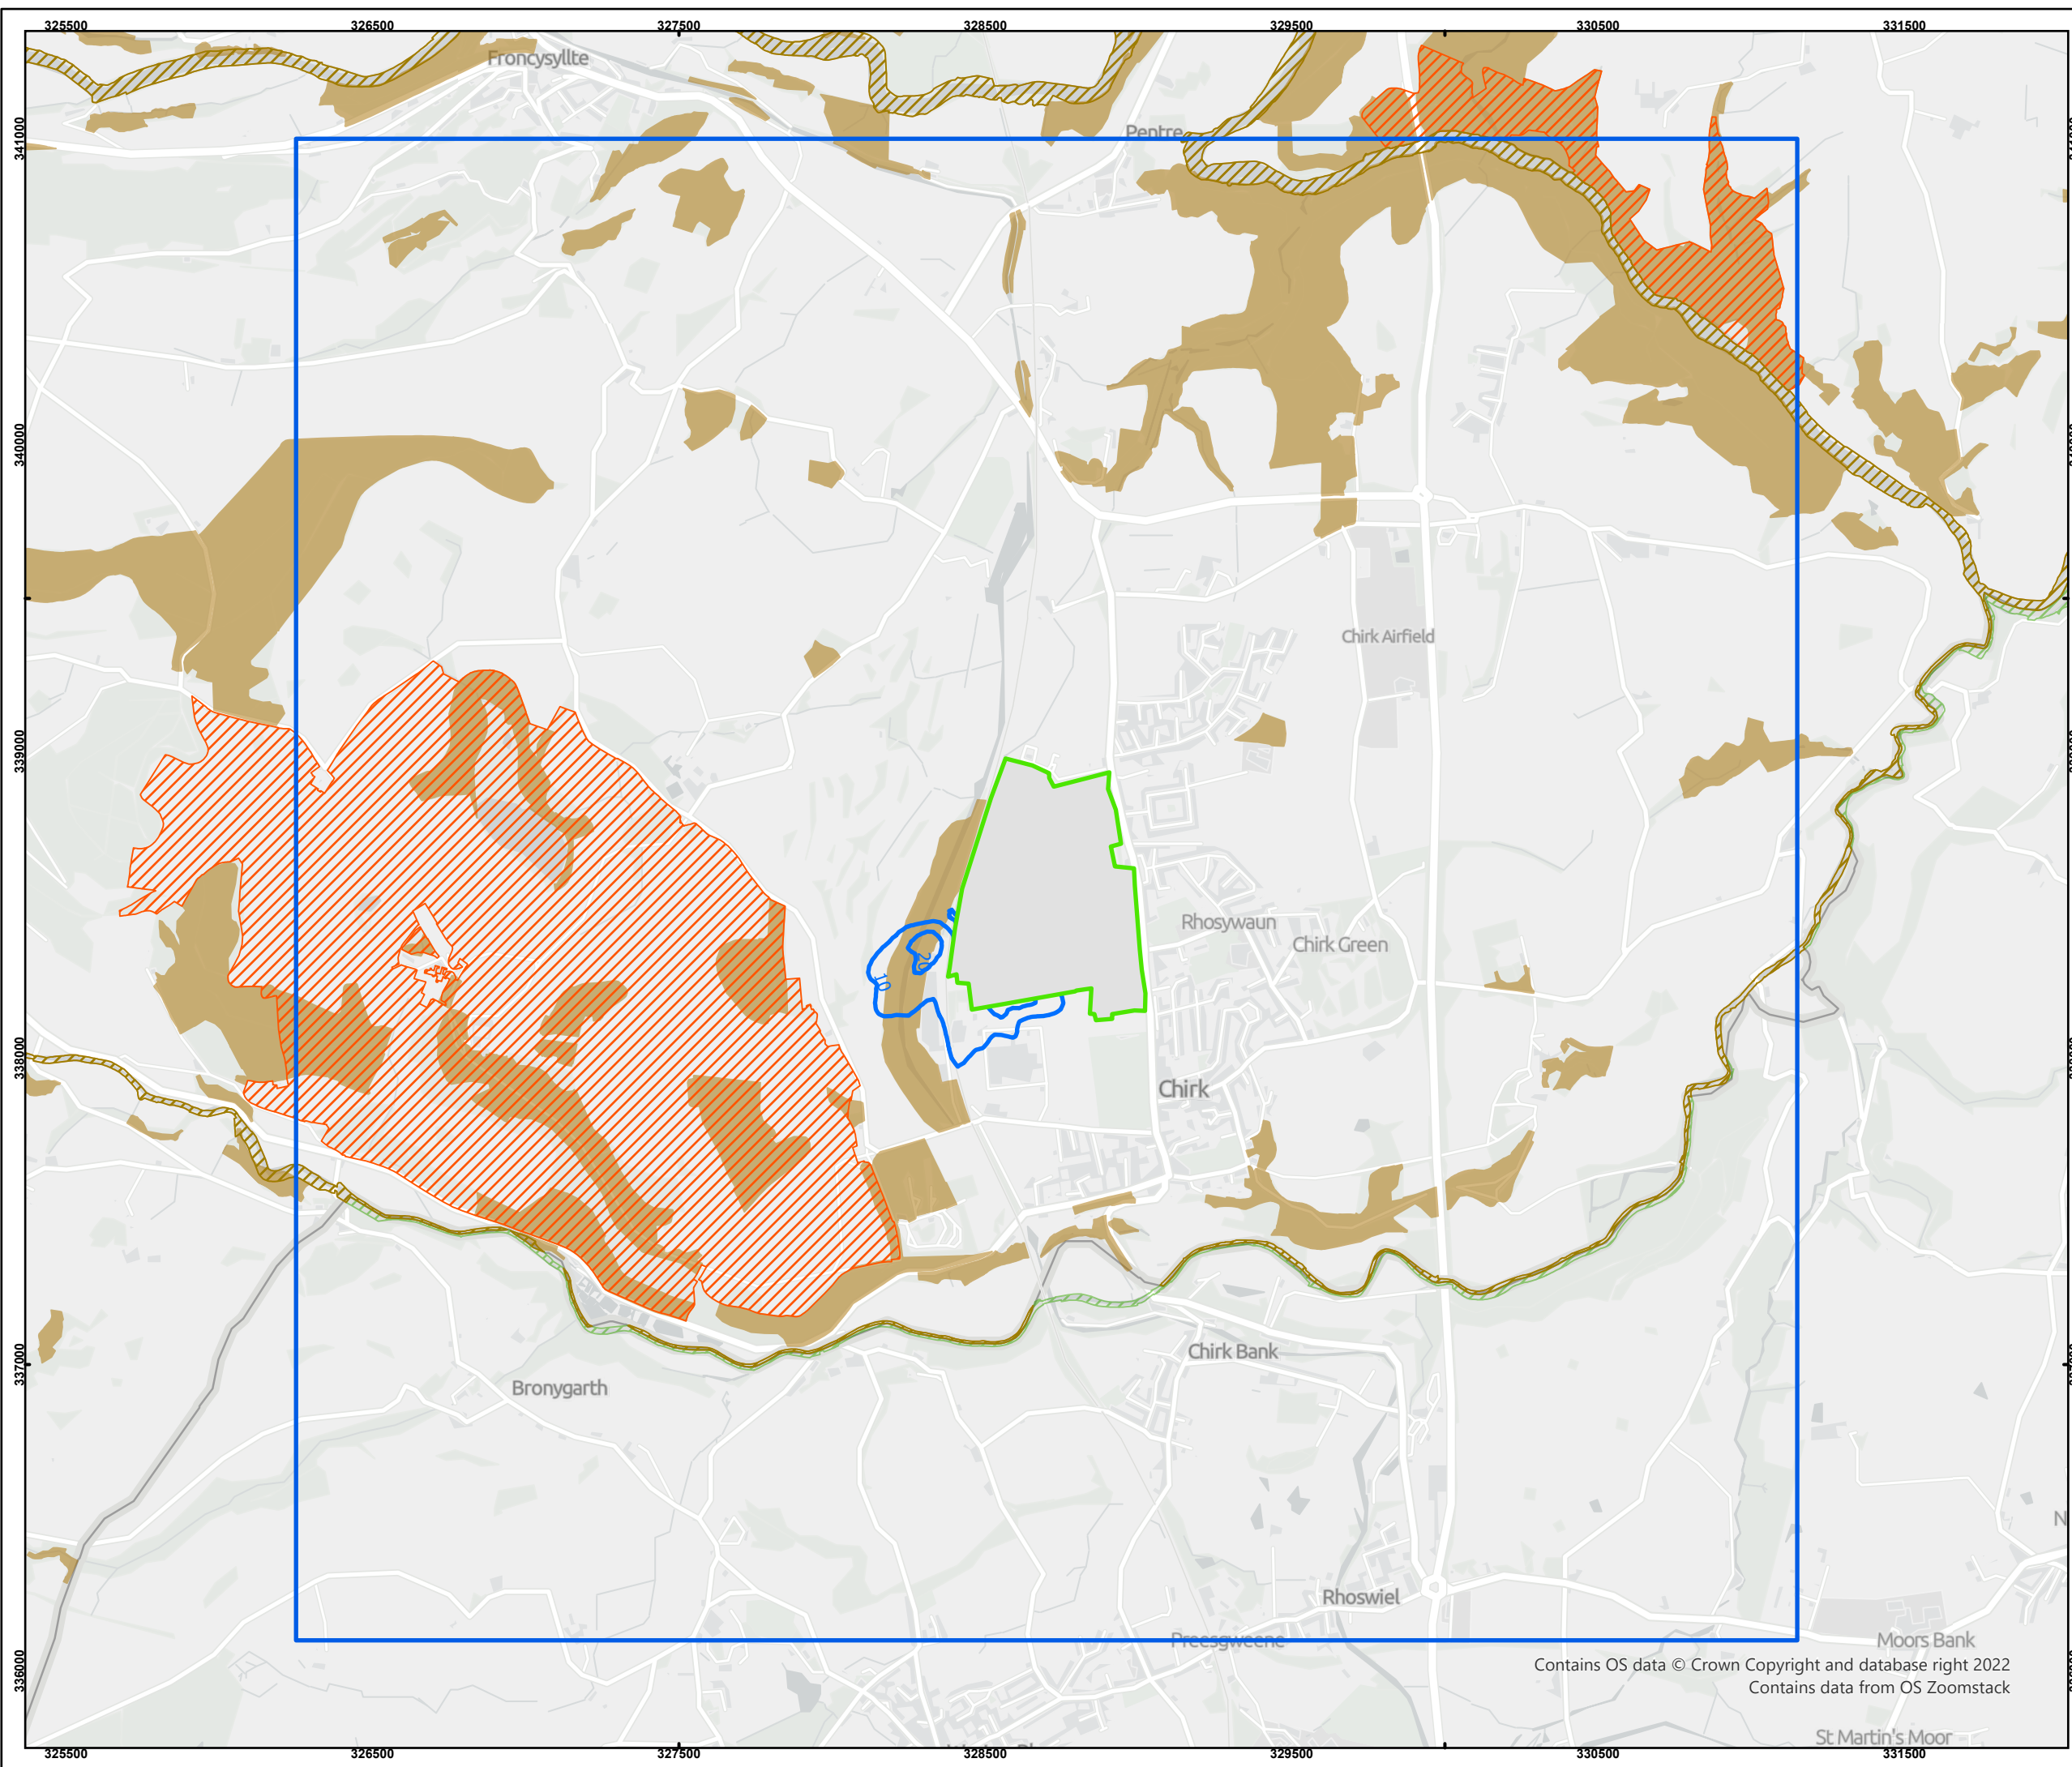 325500 326500 327500 328500 329500 330500 331500
Froncysyllte
Pentre
341000
340000
Chirk Airfield
339000
Rhosywaun
Chirk Green
20
10
338000
Chirk
337000
Chirk Bank
Bronygarth
N
Rhoswiel
Preesgweene
Moors Bank
336000
Contains OS data © Crown Copyright and database right 2022
Contains data from OS Zoomstack
St Martin's Moor
325500 326500 327500 328500 329500 330500 331500